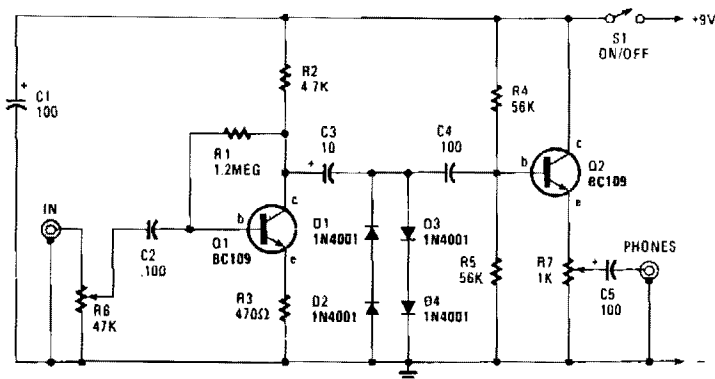 +9V
S1
ON/OFF
R2
4.7K
R4
56K
+
C1
100
C3
10
+
C4
100
R1
1.2MEG
c
b
Q2
BC109
e
IN
c
b
Q1
BC109
e
D1
1N4001
D3
1N4001
C2
.100
R5
56K
R7
1K
+
PHONES
C5
100
R6
47K
R3
470Ω
D2
1N4001
D4
1N4001
−